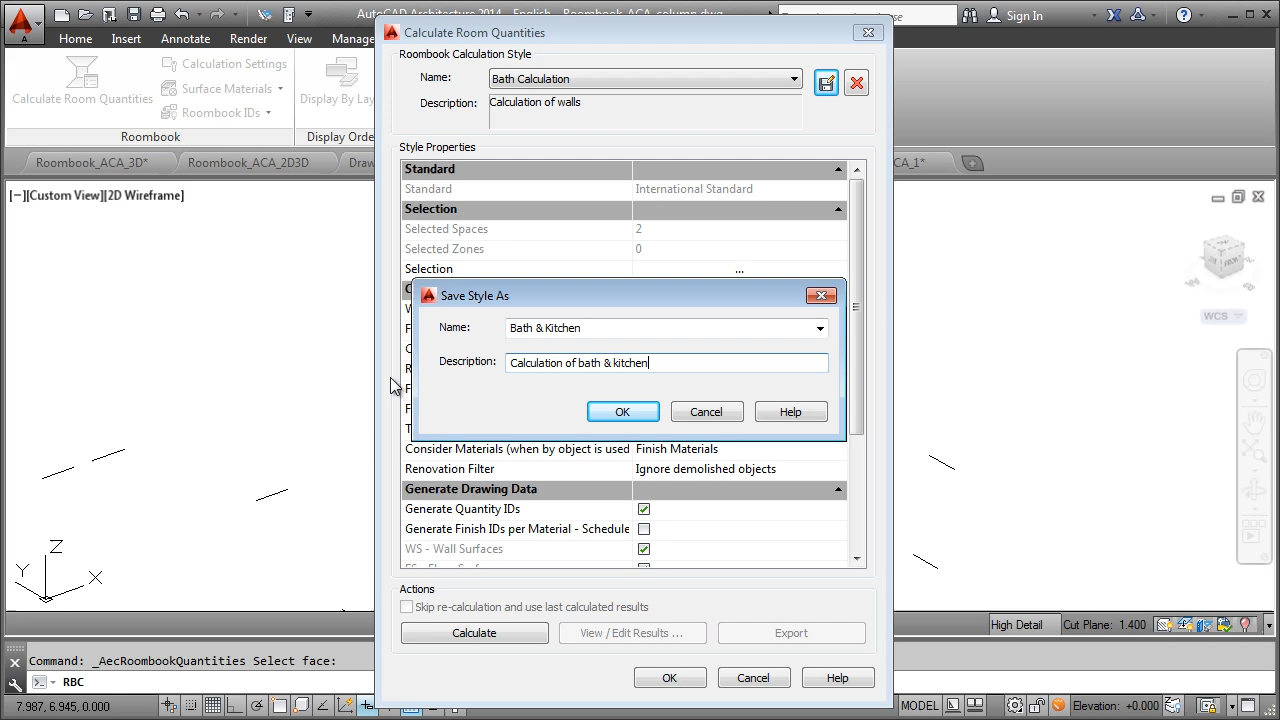 AutoCAD Architecture 2014 - English - Roombook_ACA_column.dwg
Sign In
Home Insert Annotate Render View Manage
Calculate Room Quantities
Calculation Settings
Surface Materials
Roombook IDs
Display By Lay
Roombook
Display Orde
Roombook_ACA_3D*
Roombook_ACA_2D3D
Draw
CA_1*
[−][Custom View][2D Wireframe]
FRONT
WCS
Z
Y
X
Calculate Room Quantities
Roombook Calculation Style
Name: Bath Calculation
Description: Calculation of walls
Style Properties
Standard
Standard International Standard
Selection
Selected Spaces 2
Selected Zones 0
Selection ...
Save Style As
Name: Bath & Kitchen
Description: Calculation of bath & kitchen
OK Cancel Help
Consider Materials (when by object is used Finish Materials
Renovation Filter Ignore demolished objects
Generate Drawing Data
Generate Quantity IDs
Generate Finish IDs per Material - Schedule
WS - Wall Surfaces
Actions
Skip re-calculation and use last calculated results
Calculate View / Edit Results ... Export
OK Cancel Help
High Detail Cut Plane: 1.400
Command: _AecRoombookQuantities Select face:
RBC
7.987, 6.945, 0.000
MODEL
Elevation: +0.000